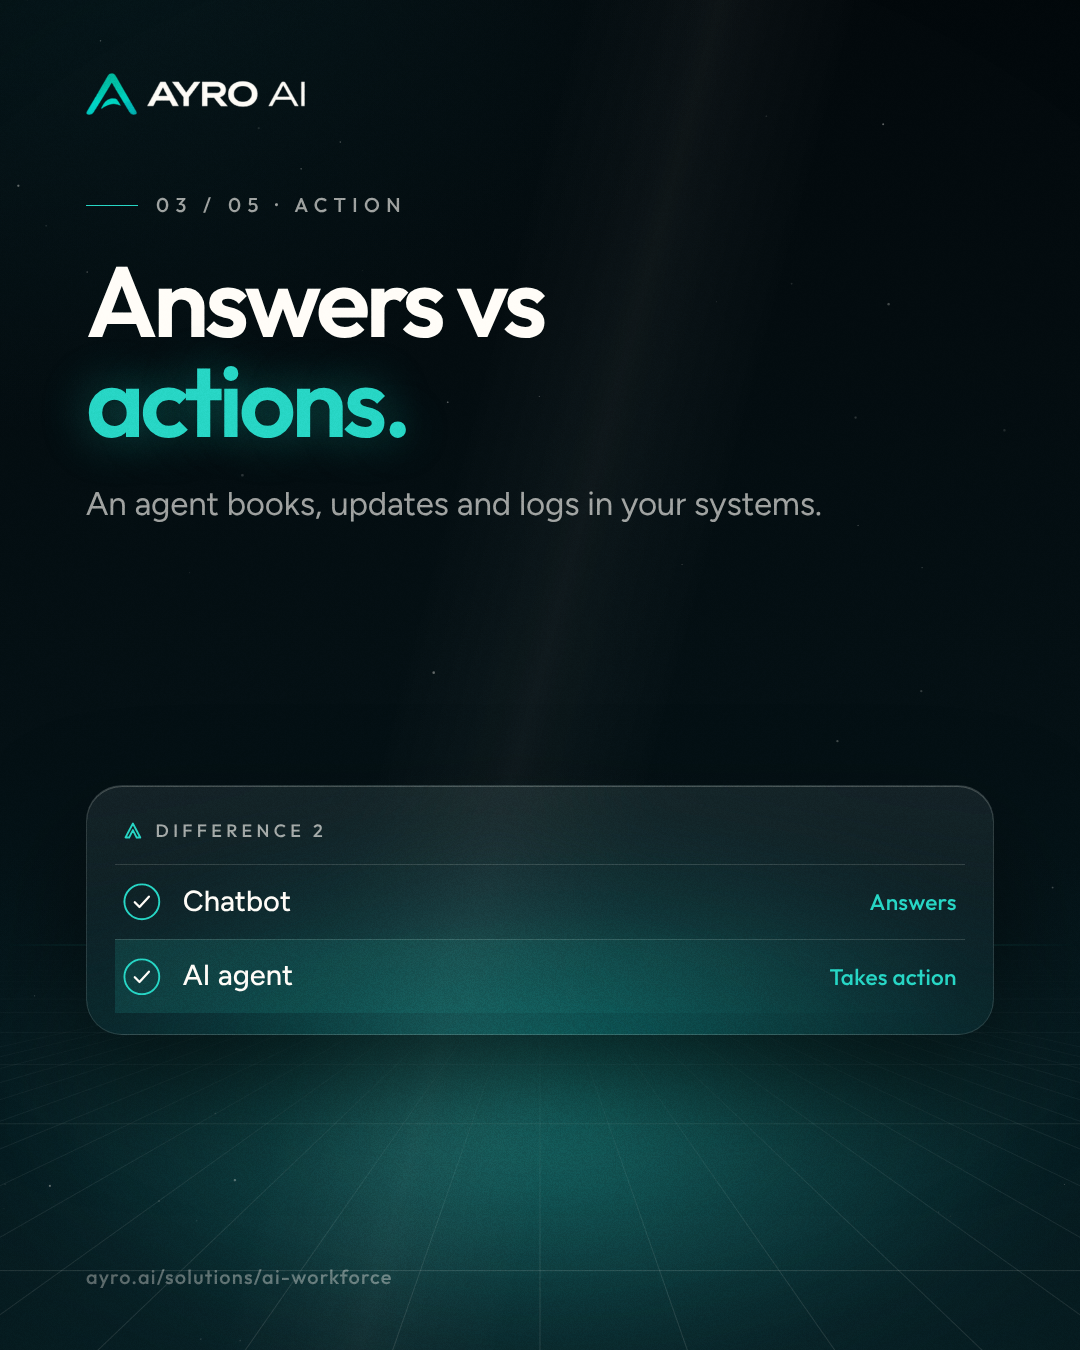 AYRO AI
03 / 05 · ACTION
Answers vs
actions.
An agent books, updates and logs in your systems.
DIFFERENCE 2
Chatbot Answers
AI agent Takes action
ayro.ai/solutions/ai-workforce